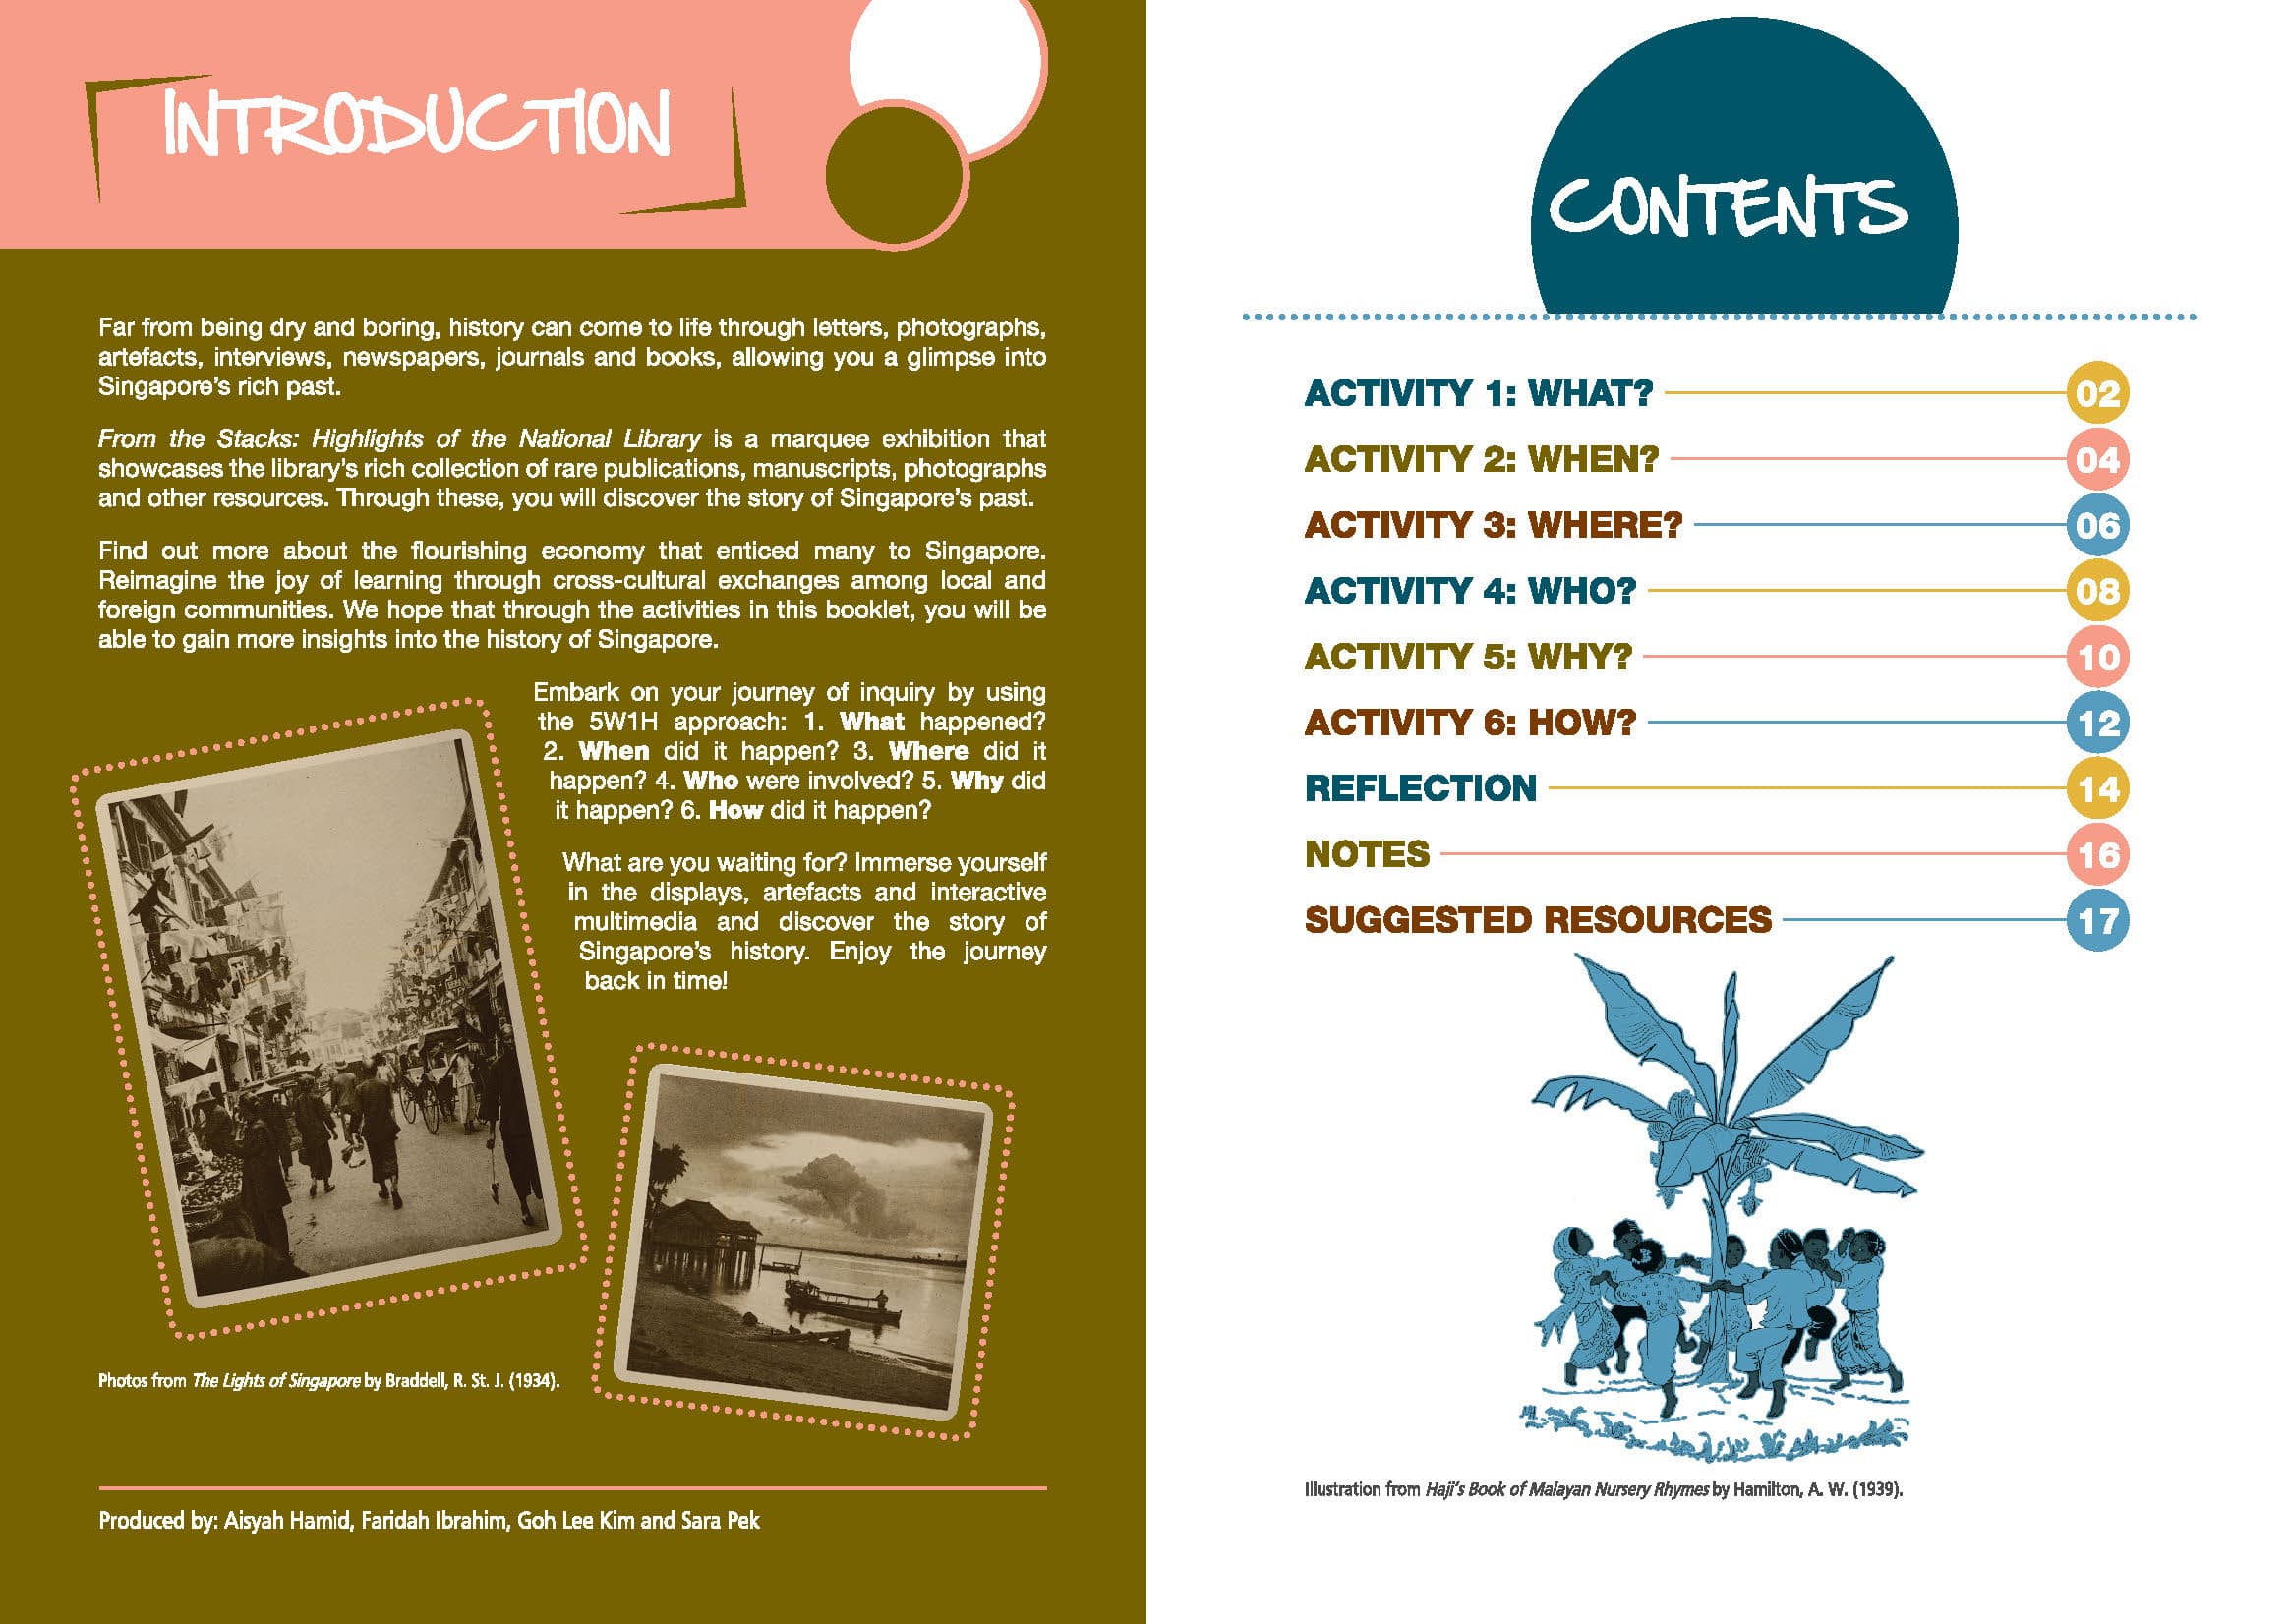 INTRODUCTION
Far from being dry and boring, history can come to life through letters, photographs,
artefacts, interviews, newspapers, journals and books, allowing you a glimpse into
Singapore's rich past.
From the Stacks: Highlights of the National Library is a marquee exhibition that
showcases the library's rich collection of rare publications, manuscripts, photographs
and other resources. Through these, you will discover the story of Singapore's past.
Find out more about the flourishing economy that enticed many to Singapore.
Reimagine the joy of learning through cross-cultural exchanges among local and
foreign communities. We hope that through the activities in this booklet, you will be
able to gain more insights into the history of Singapore.
Embark on your journey of inquiry by using
the 5W1H approach: 1. What happened?
2. When did it happen? 3. Where did it
happen? 4. Who were involved? 5. Why did
it happen? 6. How did it happen?
What are you waiting for? Immerse yourself
in the displays, artefacts and interactive
multimedia and discover the story of
Singapore's history. Enjoy the journey
back in time!
Photos from The Lights of Singapore by Braddell, R. St. J. (1934).
Produced by: Aisyah Hamid, Faridah Ibrahim, Goh Lee Kim and Sara Pek
CONTENTS
ACTIVITY 1: WHAT? 02
ACTIVITY 2: WHEN? 04
ACTIVITY 3: WHERE? 06
ACTIVITY 4: WHO? 08
ACTIVITY 5: WHY? 10
ACTIVITY 6: HOW? 12
REFLECTION 14
NOTES 16
SUGGESTED RESOURCES 17
Illustration from Haji's Book of Malayan Nursery Rhymes by Hamilton, A. W. (1939).